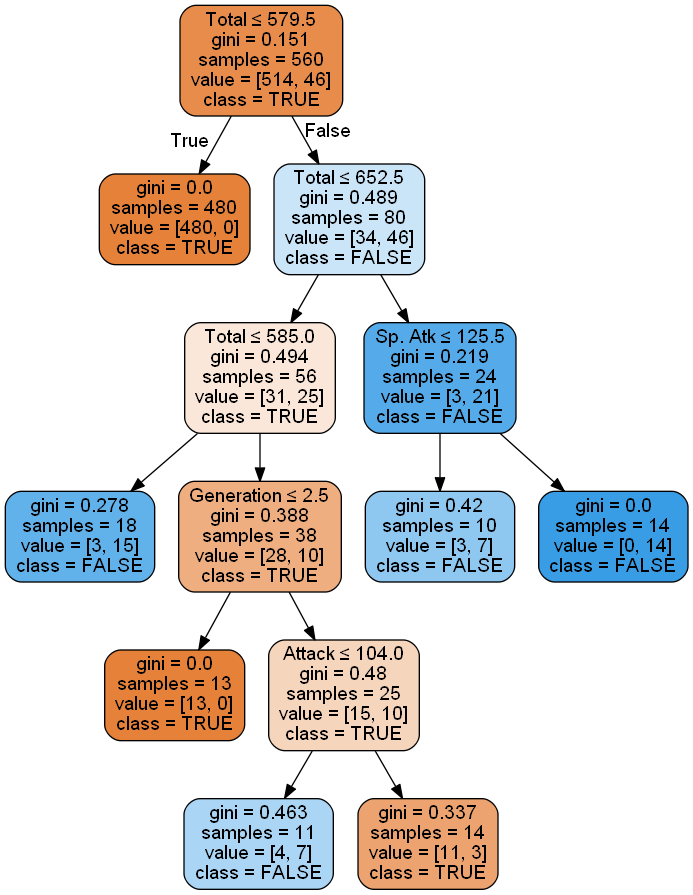 Total ≤ 579.5
gini = 0.151
samples = 560
value = [514, 46]
class = TRUE
True
False
gini = 0.0
samples = 480
value = [480, 0]
class = TRUE
Total ≤ 652.5
gini = 0.489
samples = 80
value = [34, 46]
class = FALSE
Total ≤ 585.0
gini = 0.494
samples = 56
value = [31, 25]
class = TRUE
Sp. Atk ≤ 125.5
gini = 0.219
samples = 24
value = [3, 21]
class = FALSE
gini = 0.278
samples = 18
value = [3, 15]
class = FALSE
Generation ≤ 2.5
gini = 0.388
samples = 38
value = [28, 10]
class = TRUE
gini = 0.42
samples = 10
value = [3, 7]
class = FALSE
gini = 0.0
samples = 14
value = [0, 14]
class = FALSE
gini = 0.0
samples = 13
value = [13, 0]
class = TRUE
Attack ≤ 104.0
gini = 0.48
samples = 25
value = [15, 10]
class = TRUE
gini = 0.463
samples = 11
value = [4, 7]
class = FALSE
gini = 0.337
samples = 14
value = [11, 3]
class = TRUE